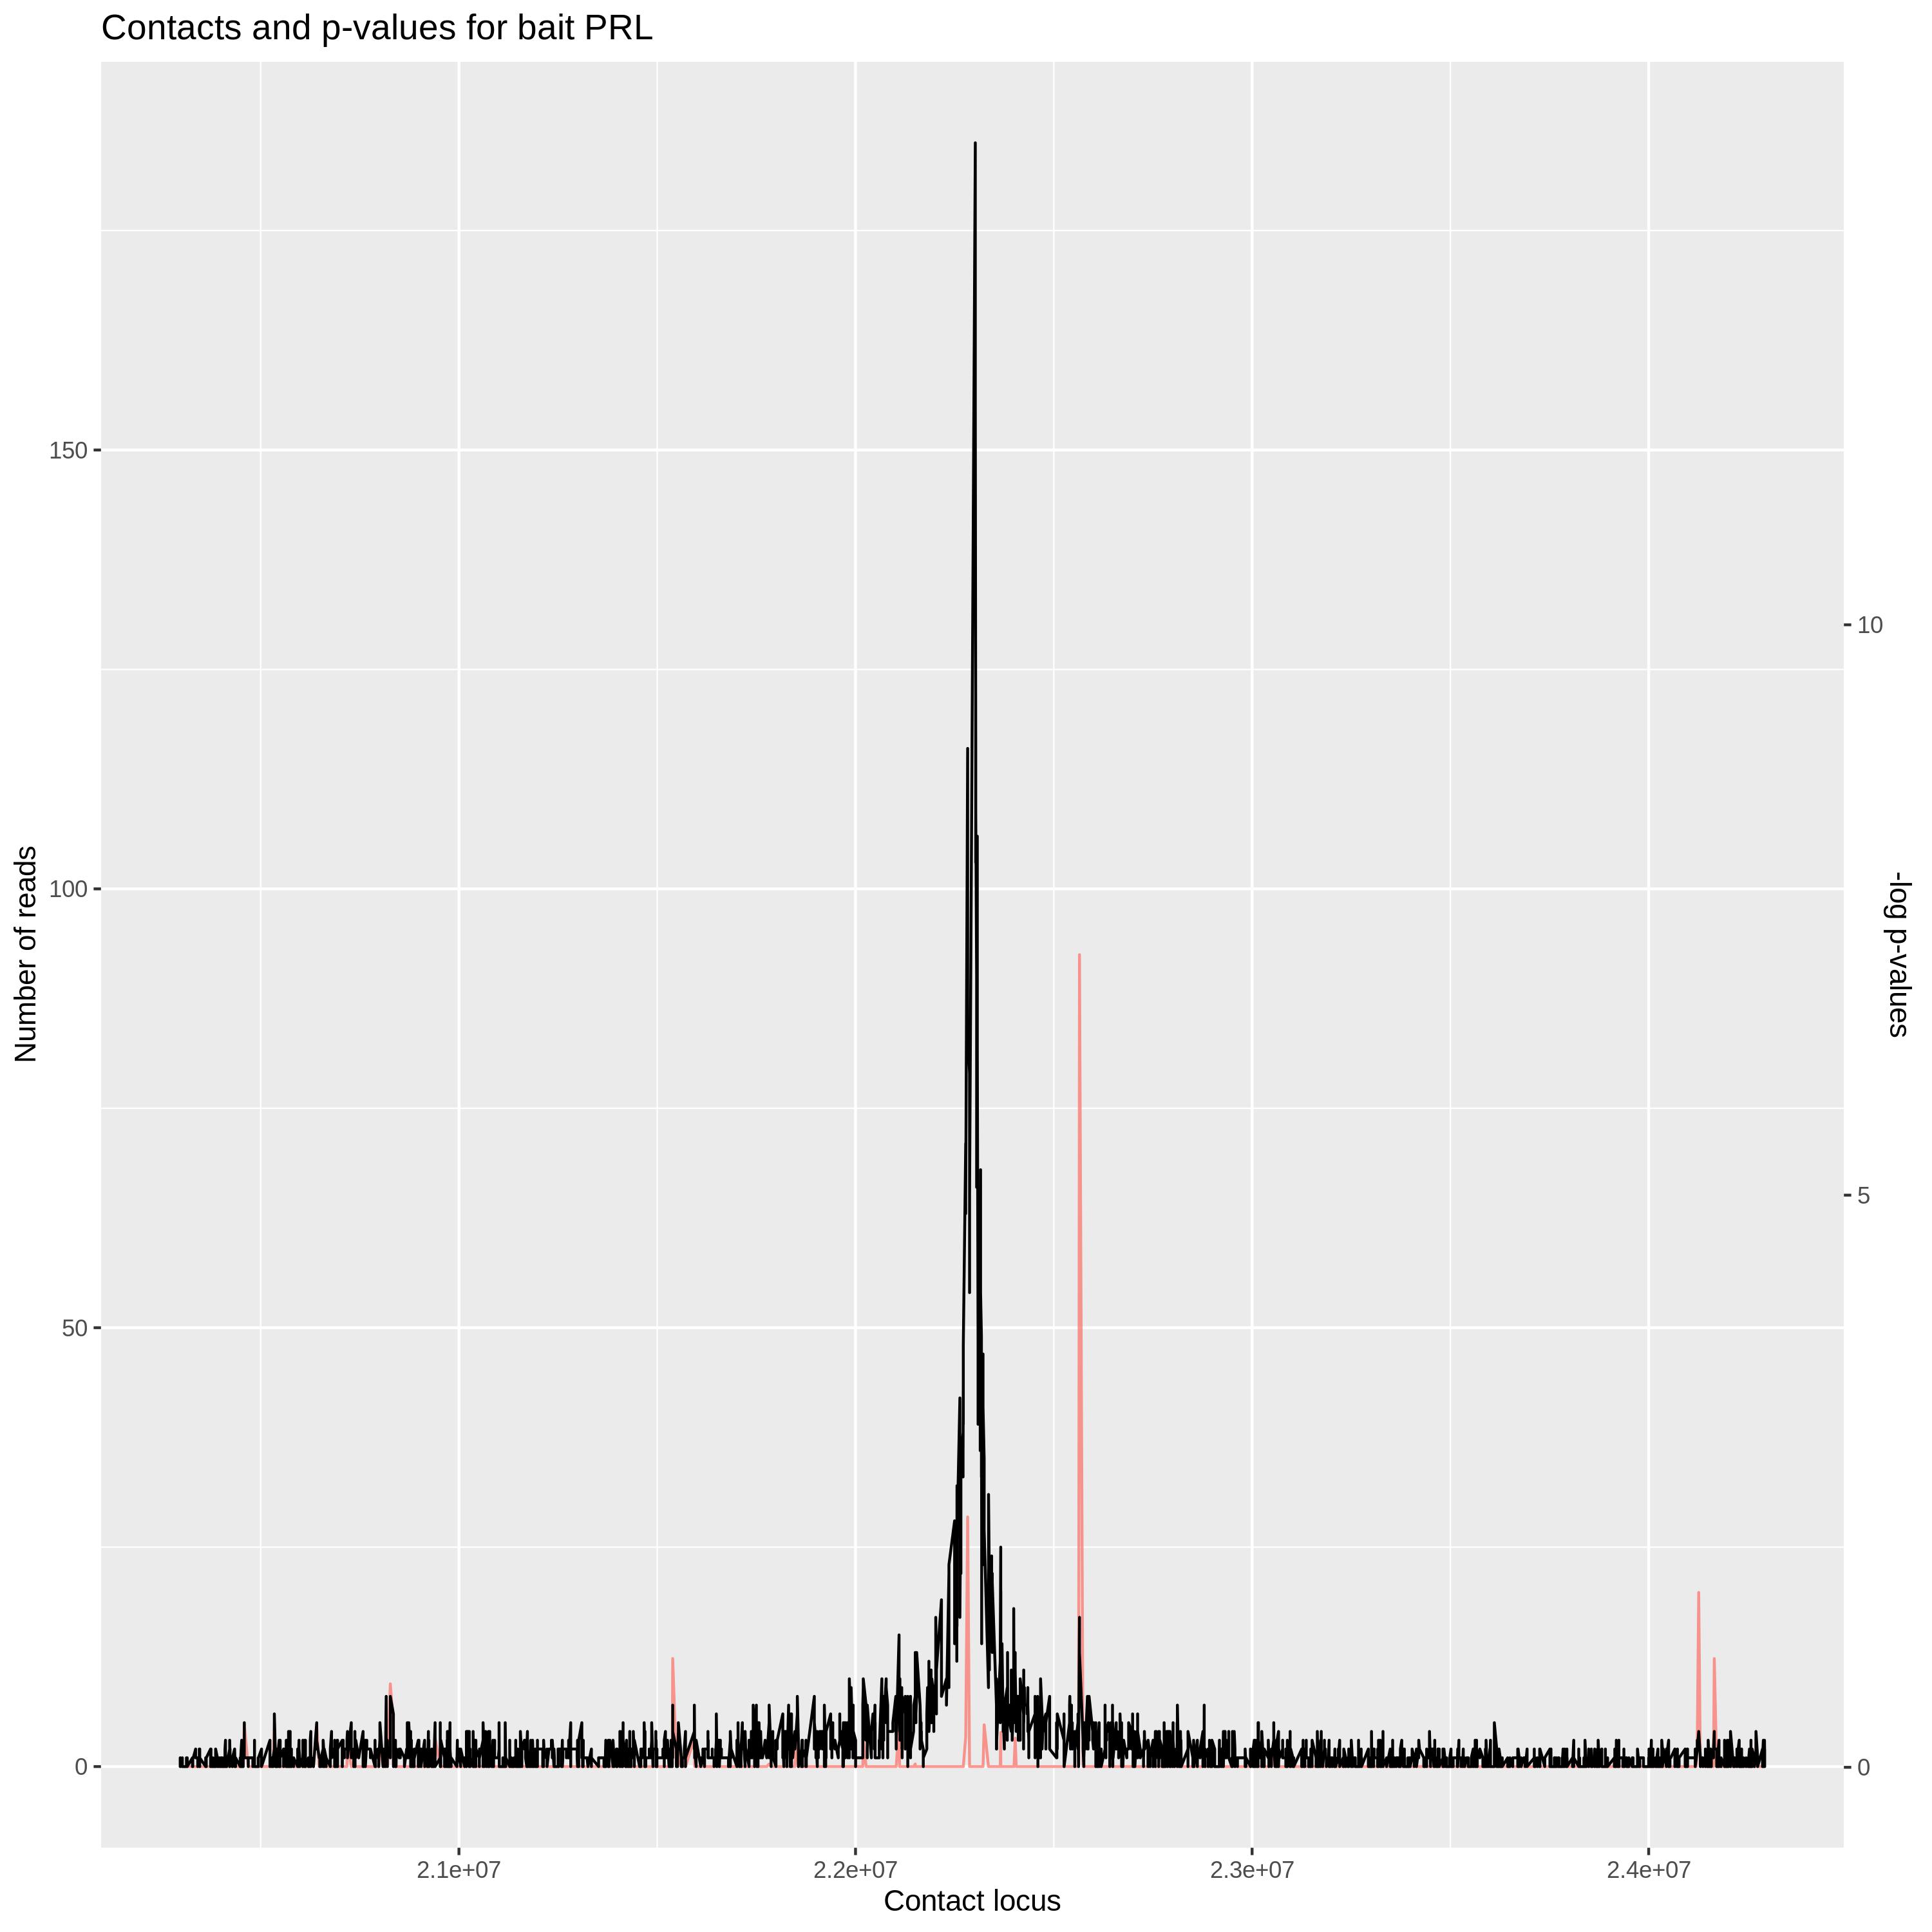 Contacts and p-values for bait PRL
Number of reads
150
100
50
0
10
5
0
-log p-values
2.1e+07
2.2e+07
2.3e+07
2.4e+07
Contact locus